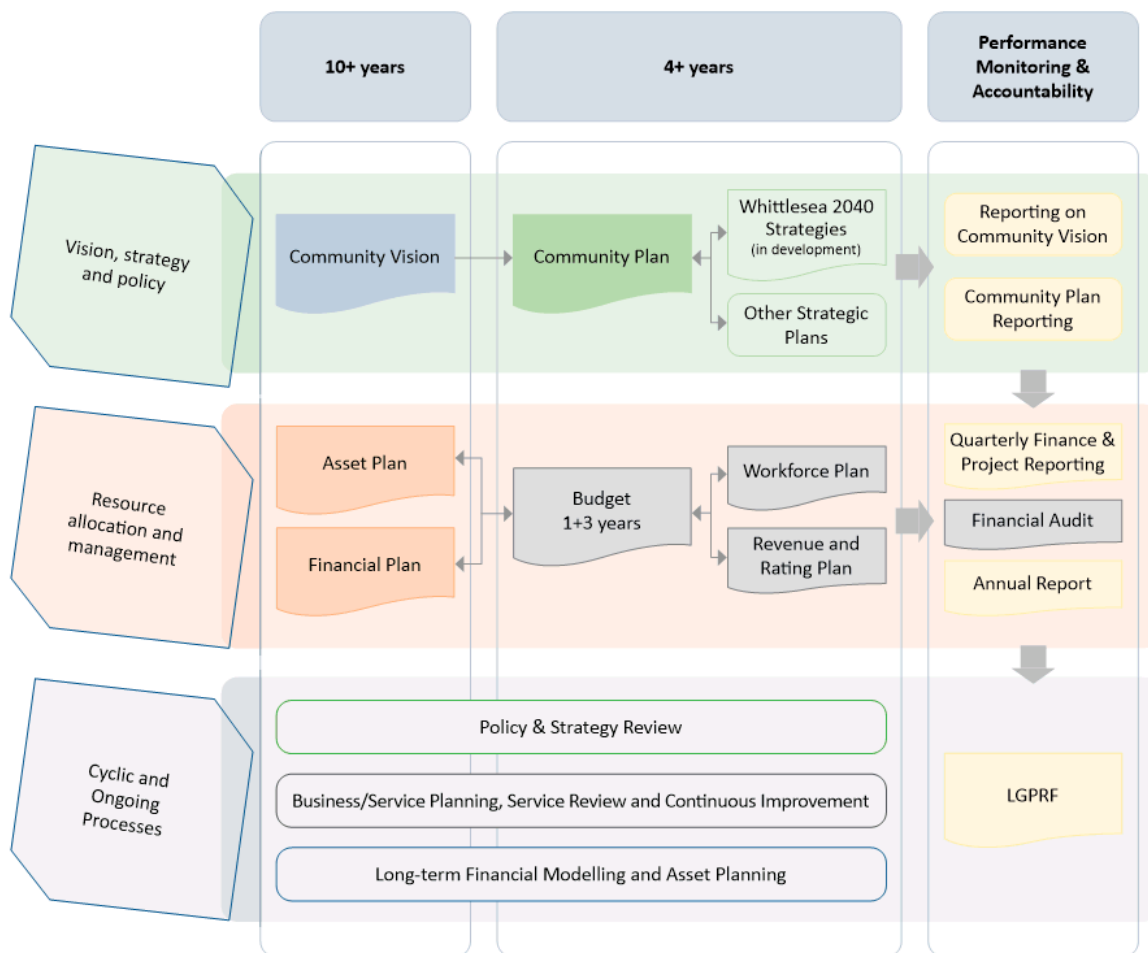 10+ years
4+ years
Performance
Monitoring &
Accountability
Vision, strategy
and policy
Community Vision
Community Plan
Whittlesea 2040
Strategies
(in development)
Other Strategic
Plans
Reporting on
Community Vision
Community Plan
Reporting
Resource
allocation and
management
Asset Plan
Financial Plan
Budget
1+3 years
Workforce Plan
Revenue and
Rating Plan
Quarterly Finance &
Project Reporting
Financial Audit
Annual Report
Cyclic and
Ongoing
Processes
Policy & Strategy Review
Business/Service Planning, Service Review and Continuous Improvement
Long-term Financial Modelling and Asset Planning
LGPRF